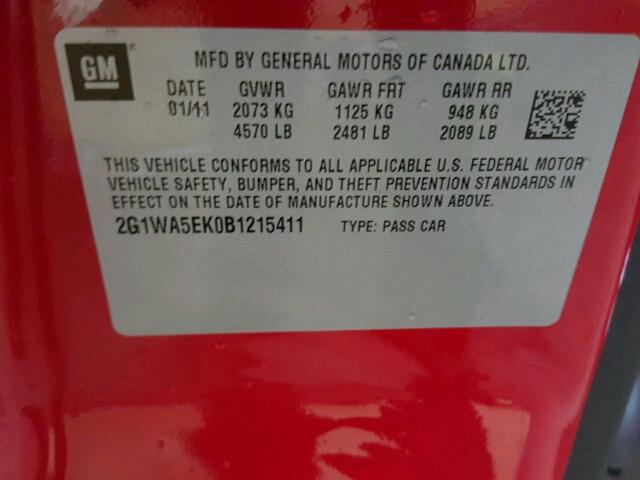 GM
MFD BY GENERAL MOTORS OF CANADA LTD.
DATE GVWR GAWR FRT GAWR RR
01/11 2073 KG 1125 KG 948 KG
4570 LB 2481 LB 2089 LB
THIS VEHICLE CONFORMS TO ALL APPLICABLE U.S. FEDERAL MOTOR
VEHICLE SAFETY, BUMPER, AND THEFT PREVENTION STANDARDS IN
EFFECT ON THE DATE OF MANUFACTURE SHOWN ABOVE.
2G1WA5EK0B1215411 TYPE: PASS CAR